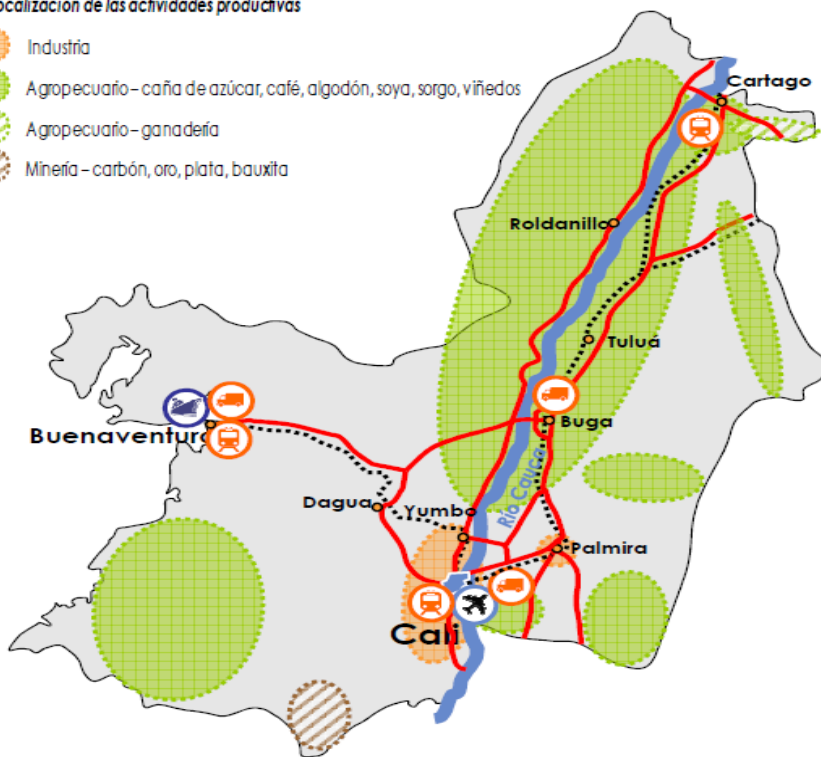 ocalización de las actividades productivas
Industria
Agropecuario – caña de azúcar, café, algodón, soya, sorgo, viñedos
Agropecuario – ganadería
Minería – carbón, oro, plata, bauxita
Cartago
Roldanillo
Tuluá
Buenaventura
Buga
Río Cauca
Dagua
Yumbo
Palmira
Cali